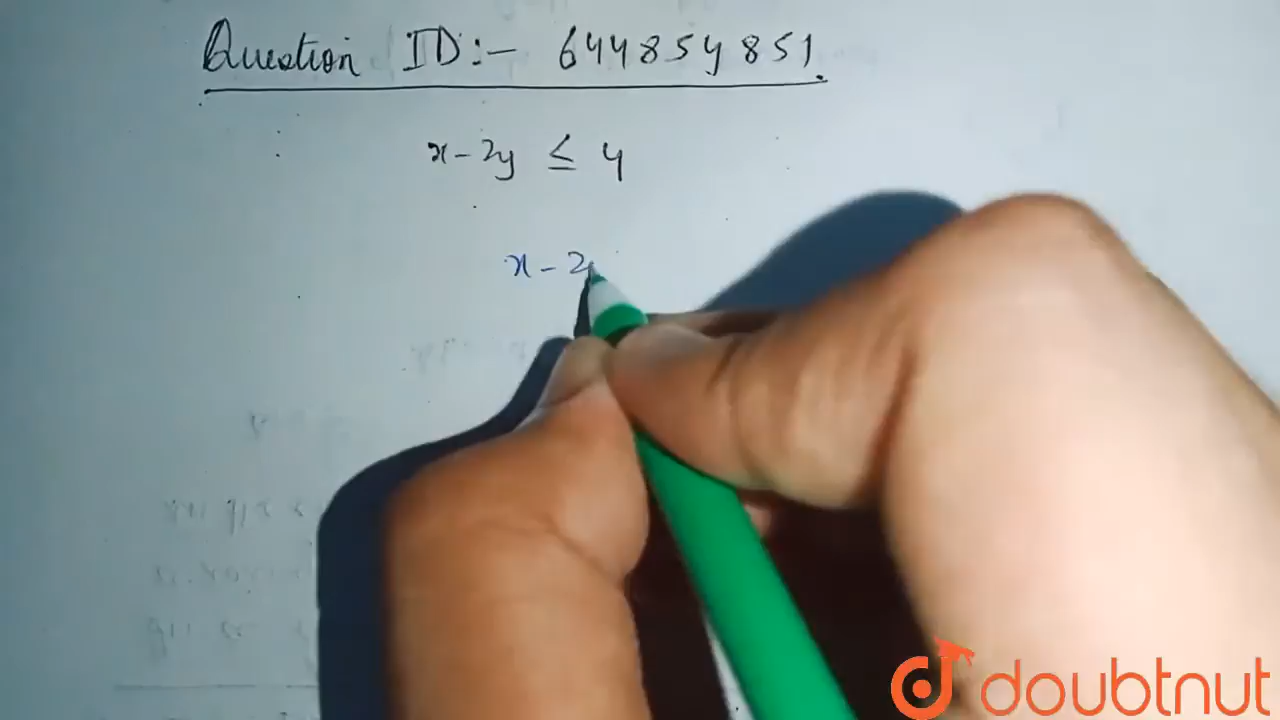 Question ID:- 644854851.
x-2y ≤ 4
x-2
doubtnut